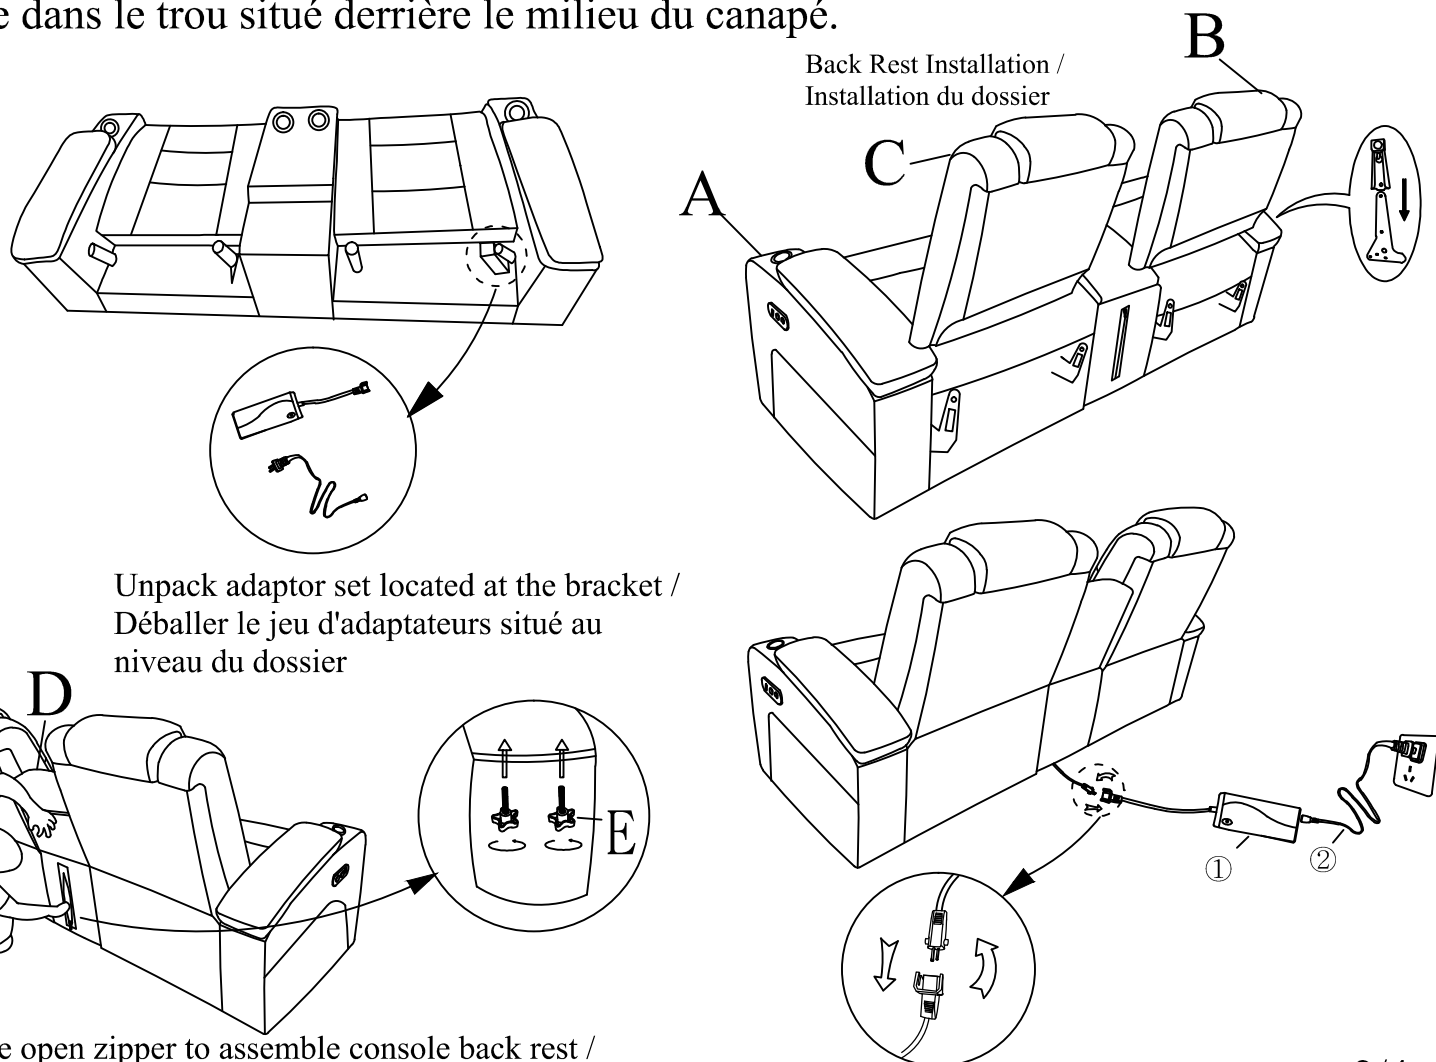 e dans le trou situé derrière le milieu du canapé.
Back Rest Installation /
Installation du dossier
B
C
A
Unpack adaptor set located at the bracket /
Déballer le jeu d'adaptateurs situé au
niveau du dossier
D
E
①
②
e open zipper to assemble console back rest /